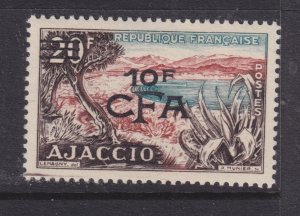 20F
RÉPUBLIQUE FRANÇAISE
POSTES
10F
CFA
AJACCIO